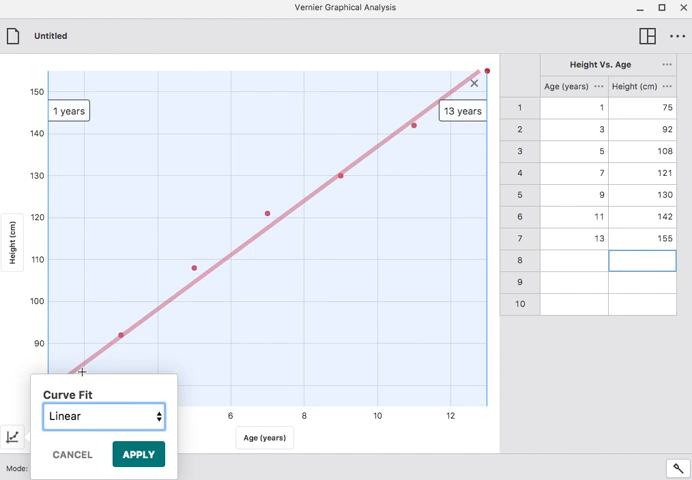 Vernier Graphical Analysis
Untitled
150
140
130
120
110
100
90
1 years
13 years
Height (cm)
6
8
10
12
Age (years)
Curve Fit
Linear
CANCEL
APPLY
Mode:
Height Vs. Age
Age (years) Height (cm)
1 1 75
2 3 92
3 5 108
4 7 121
5 9 130
6 11 142
7 13 155
8
9
10